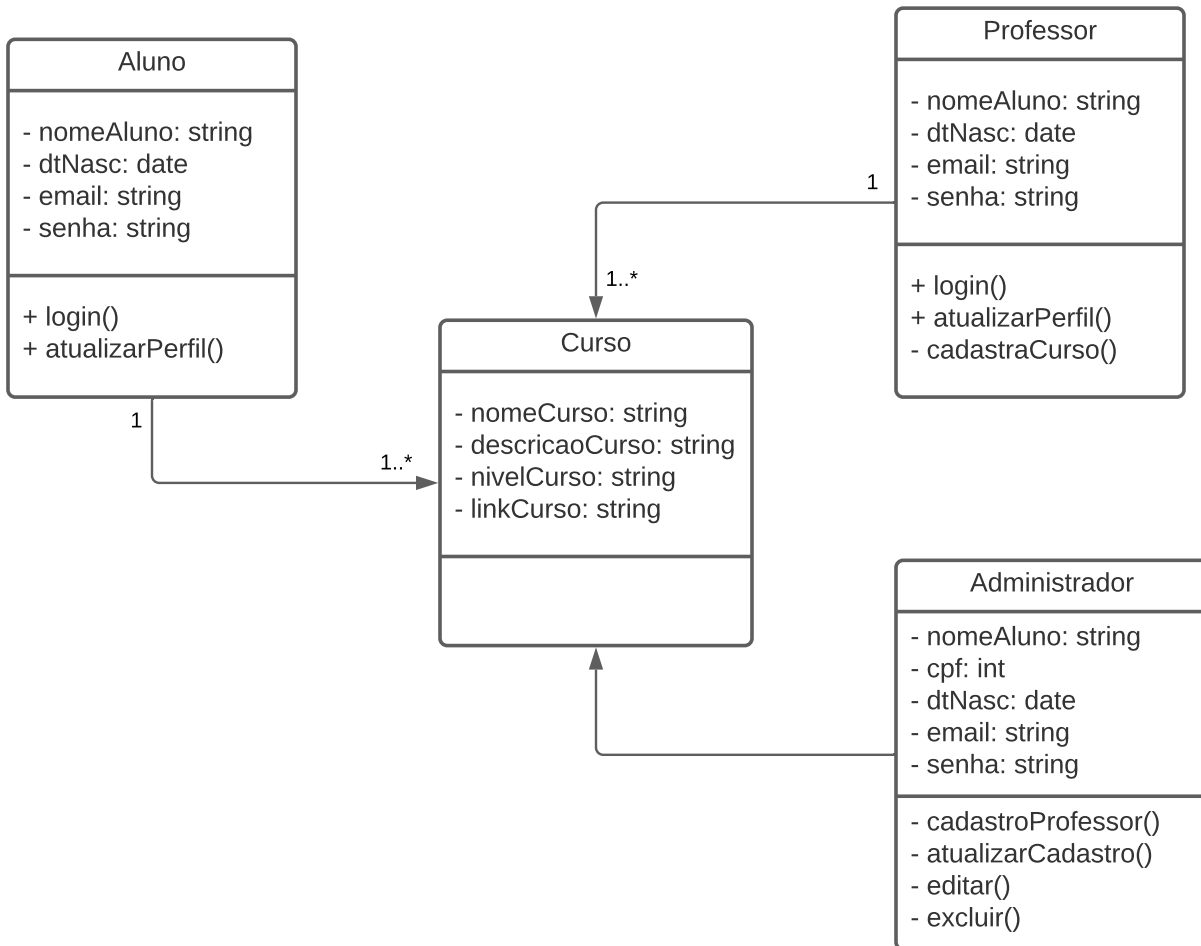 Aluno
- nomeAluno: string
- dtNasc: date
- email: string
- senha: string
+ login()
+ atualizarPerfil()
1
1..*
Professor
- nomeAluno: string
- dtNasc: date
- email: string
- senha: string
+ login()
+ atualizarPerfil()
- cadastraCurso()
1
1..*
Curso
- nomeCurso: string
- descricaoCurso: string
- nivelCurso: string
- linkCurso: string
Administrador
- nomeAluno: string
- cpf: int
- dtNasc: date
- email: string
- senha: string
- cadastroProfessor()
- atualizarCadastro()
- editar()
- excluir()